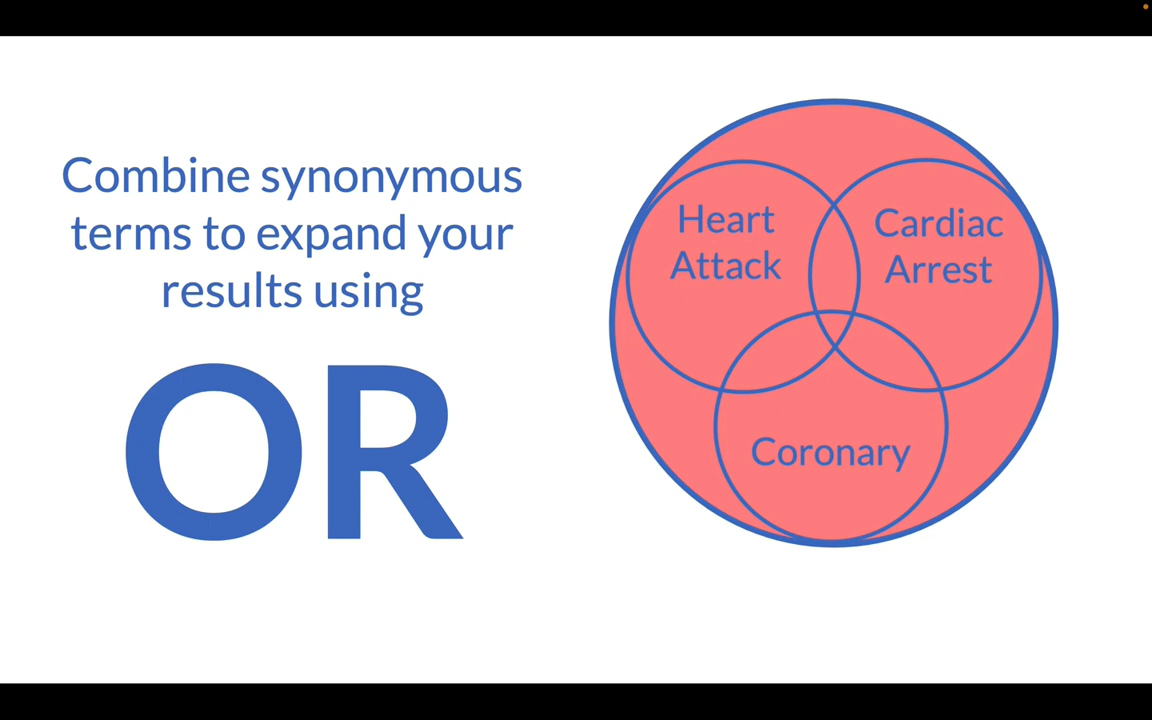 Combine synonymous
terms to expand your
results using
OR
Heart
Attack
Cardiac
Arrest
Coronary